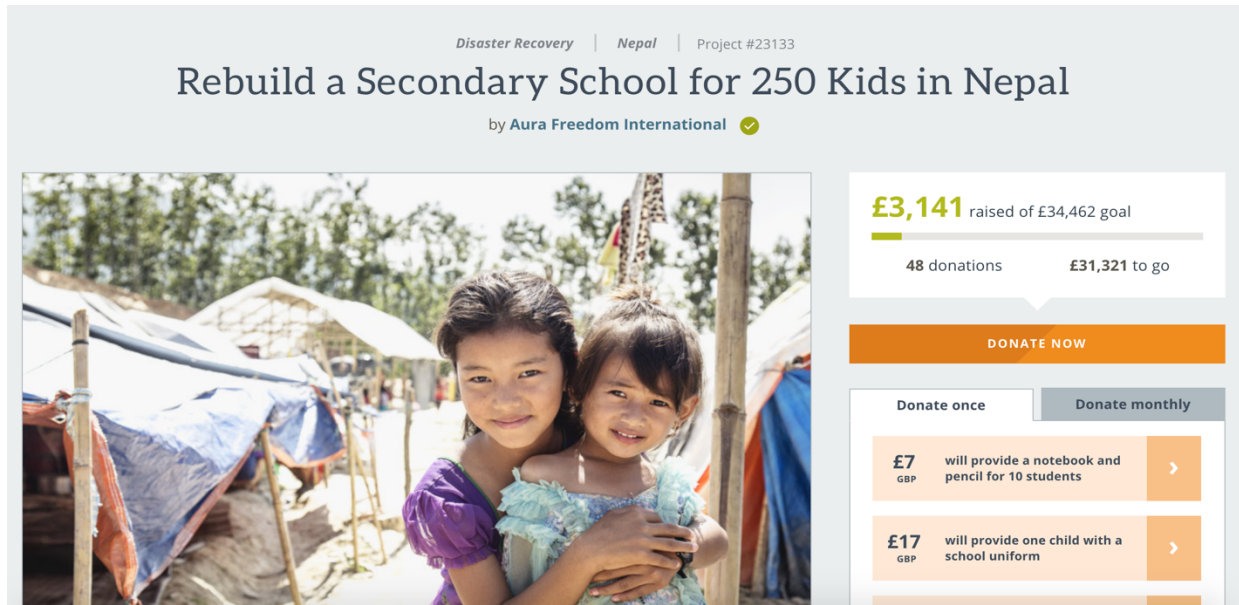 Disaster Recovery | Nepal | Project #23133
Rebuild a Secondary School for 250 Kids in Nepal
by Aura Freedom International
£3,141 raised of £34,462 goal
48 donations £31,321 to go
DONATE NOW
Donate once Donate monthly
£7 will provide a notebook and
GBP pencil for 10 students
£17 will provide one child with a
GBP school uniform